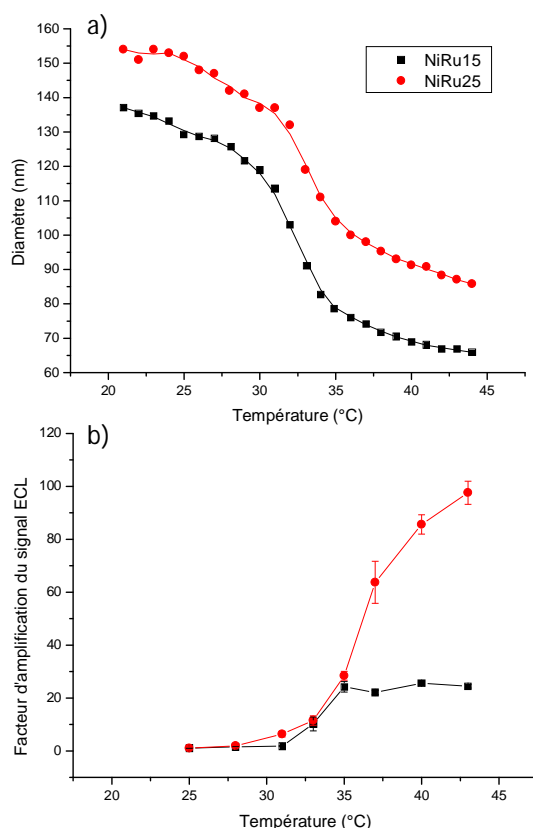 a)
NiRu15
NiRu25
160
150
140
130
120
110
100
90
80
70
60
Diamètre (nm)
20 25 30 35 40 45
Température (°C)
b)
120
100
80
60
40
20
0
Facteur d'amplification du signal ECL
20 25 30 35 40 45
Température (°C)